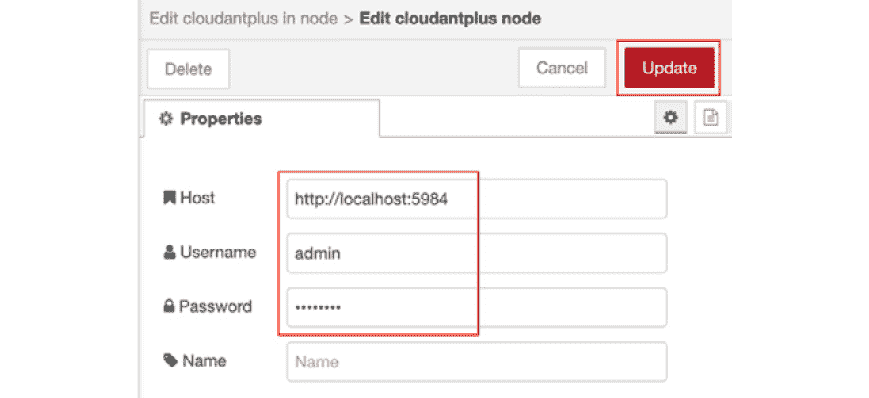 Edit cloudantplus in node > Edit cloudantplus node
Delete Cancel Update
Properties
Host http://localhost:5984
Username admin
Password ••••••••
Name Name